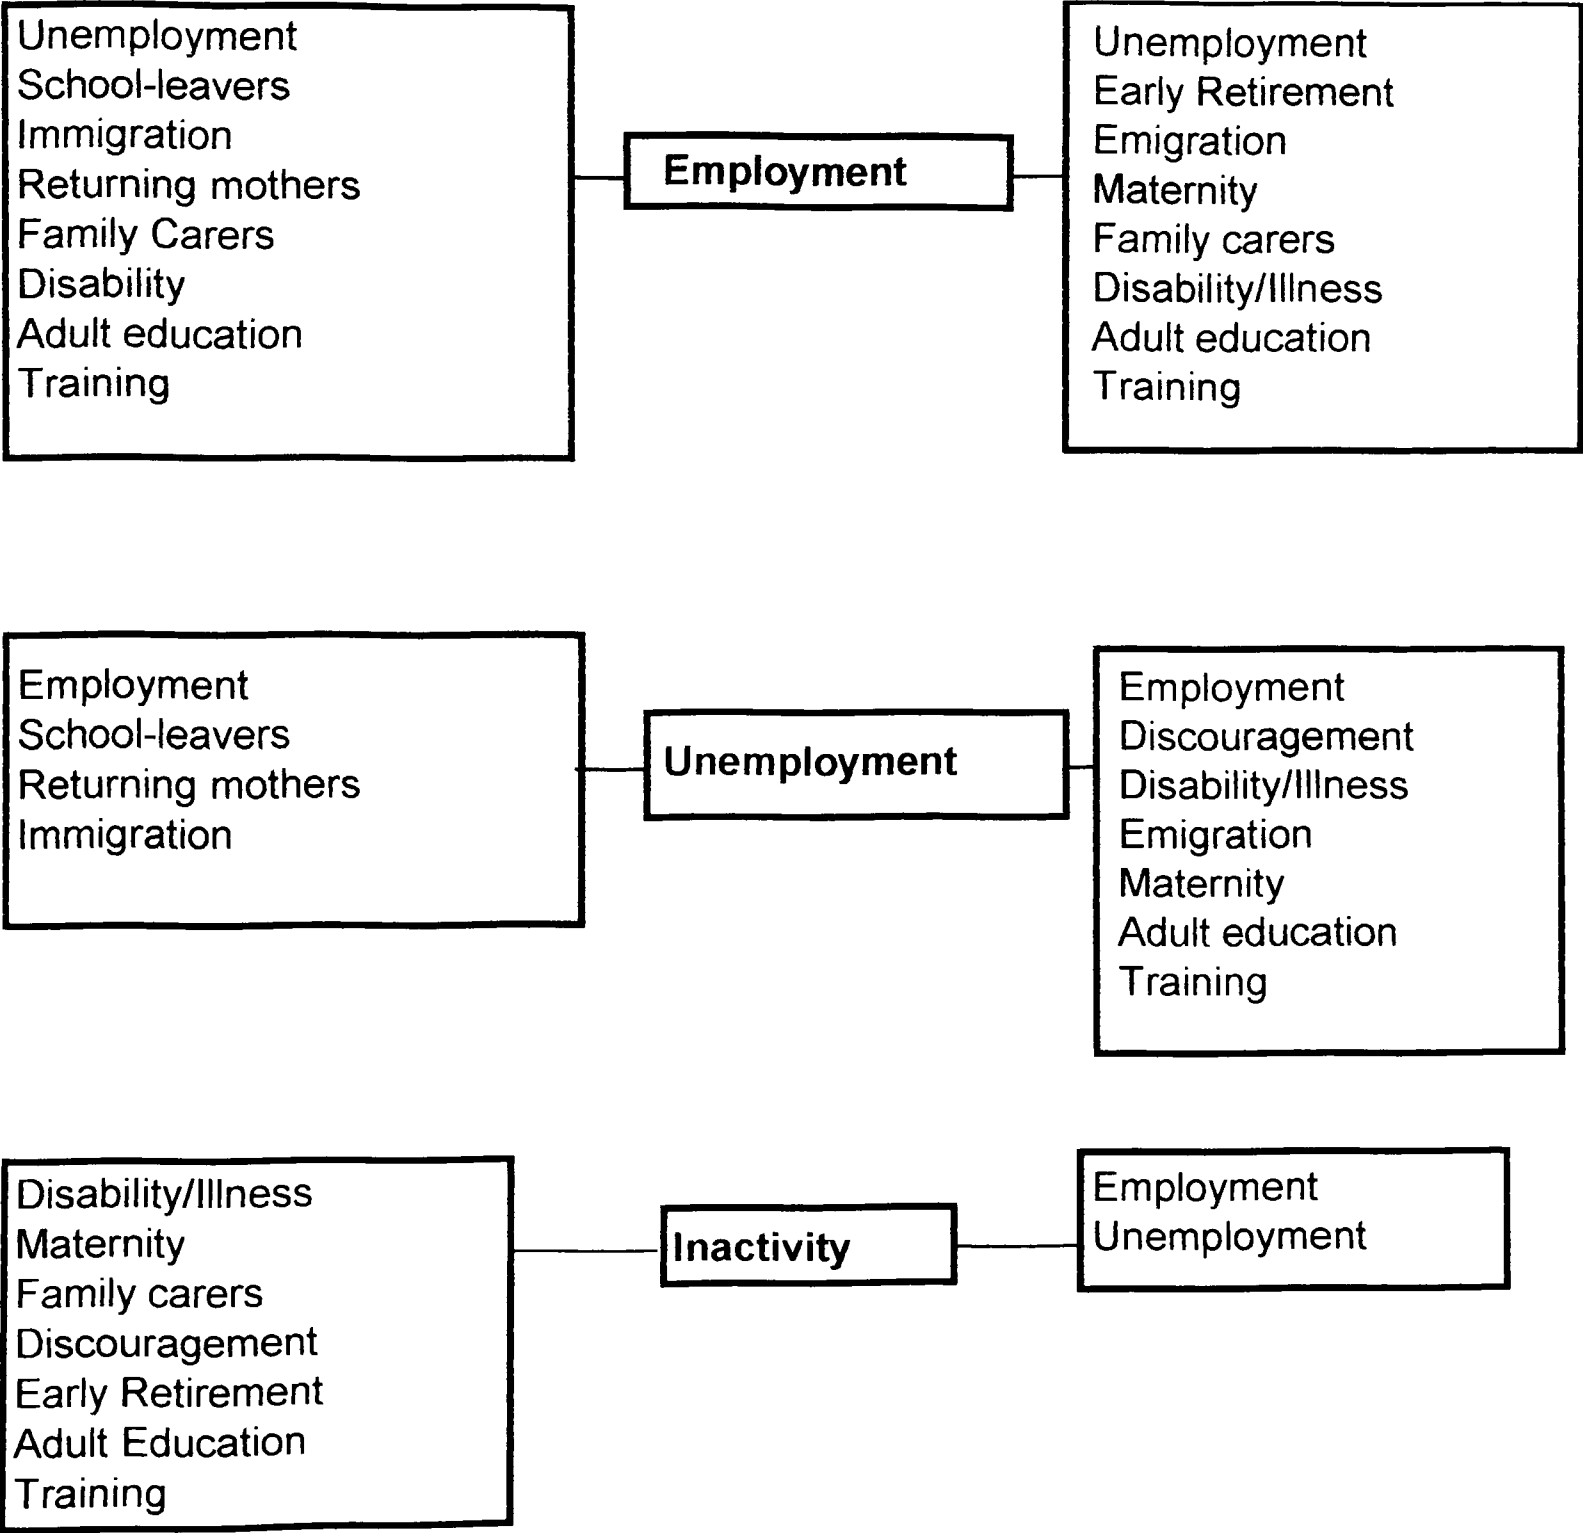 Unemployment
School-leavers
Immigration
Returning mothers
Family Carers
Disability
Adult education
Training
Employment
Unemployment
Early Retirement
Emigration
Maternity
Family carers
Disability/Illness
Adult education
Training
Employment
School-leavers
Returning mothers
Immigration
Unemployment
Employment
Discouragement
Disability/Illness
Emigration
Maternity
Adult education
Training
Disability/Illness
Maternity
Family carers
Discouragement
Early Retirement
Adult Education
Training
Inactivity
Employment
Unemployment